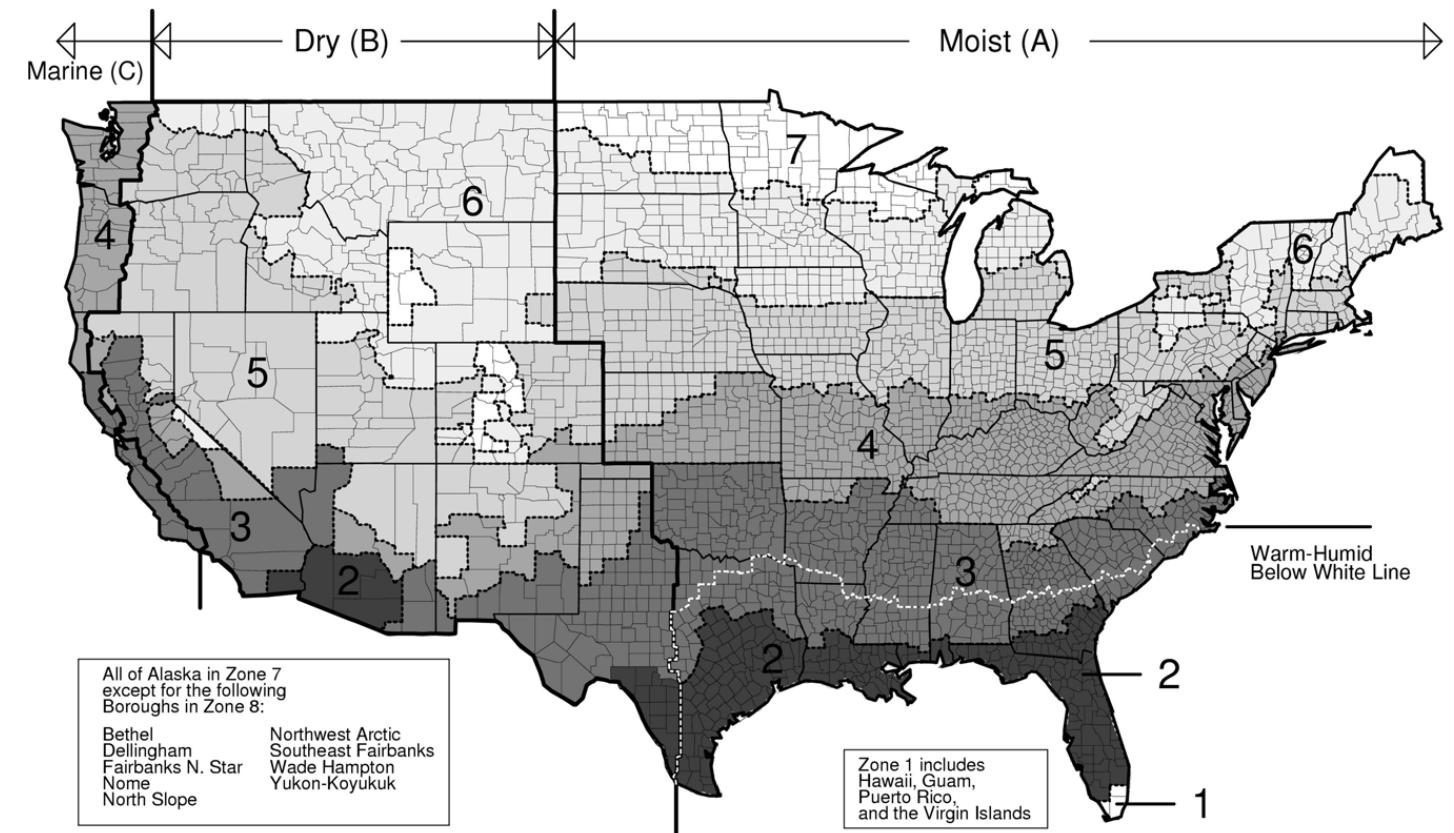 Dry (B)
Moist (A)
Marine (C)
7
6
4
6
5
5
4
3
2
3
2
Warm-Humid
Below White Line
2
1
All of Alaska in Zone 7
except for the following
Boroughs in Zone 8:
Bethel
Dellingham
Fairbanks N. Star
Nome
North Slope
Northwest Arctic
Southeast Fairbanks
Wade Hampton
Yukon-Koyukuk
Zone 1 includes
Hawaii, Guam,
Puerto Rico,
and the Virgin Islands